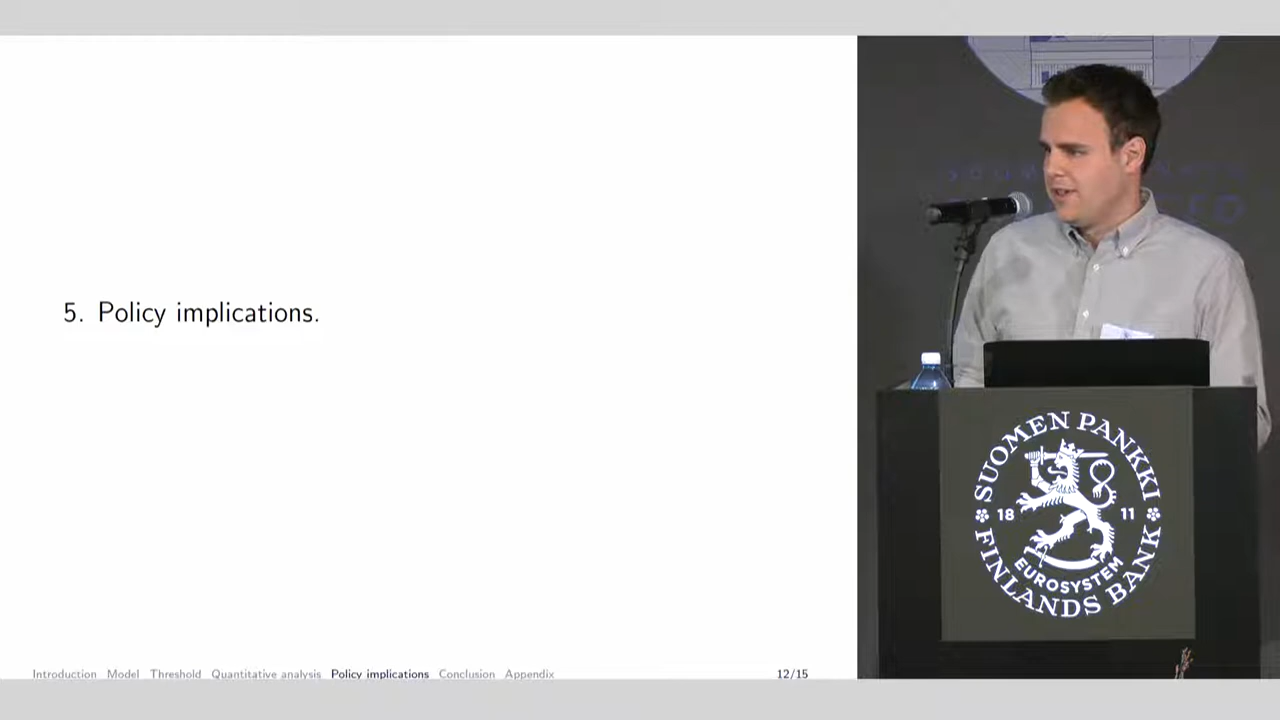 5. Policy implications.
Introduction Model Threshold Quantitative analysis Policy implications Conclusion Appendix 12/15
SUOMEN PANKKI
18 11
EUROSYSTEM
FINLANDS BANK